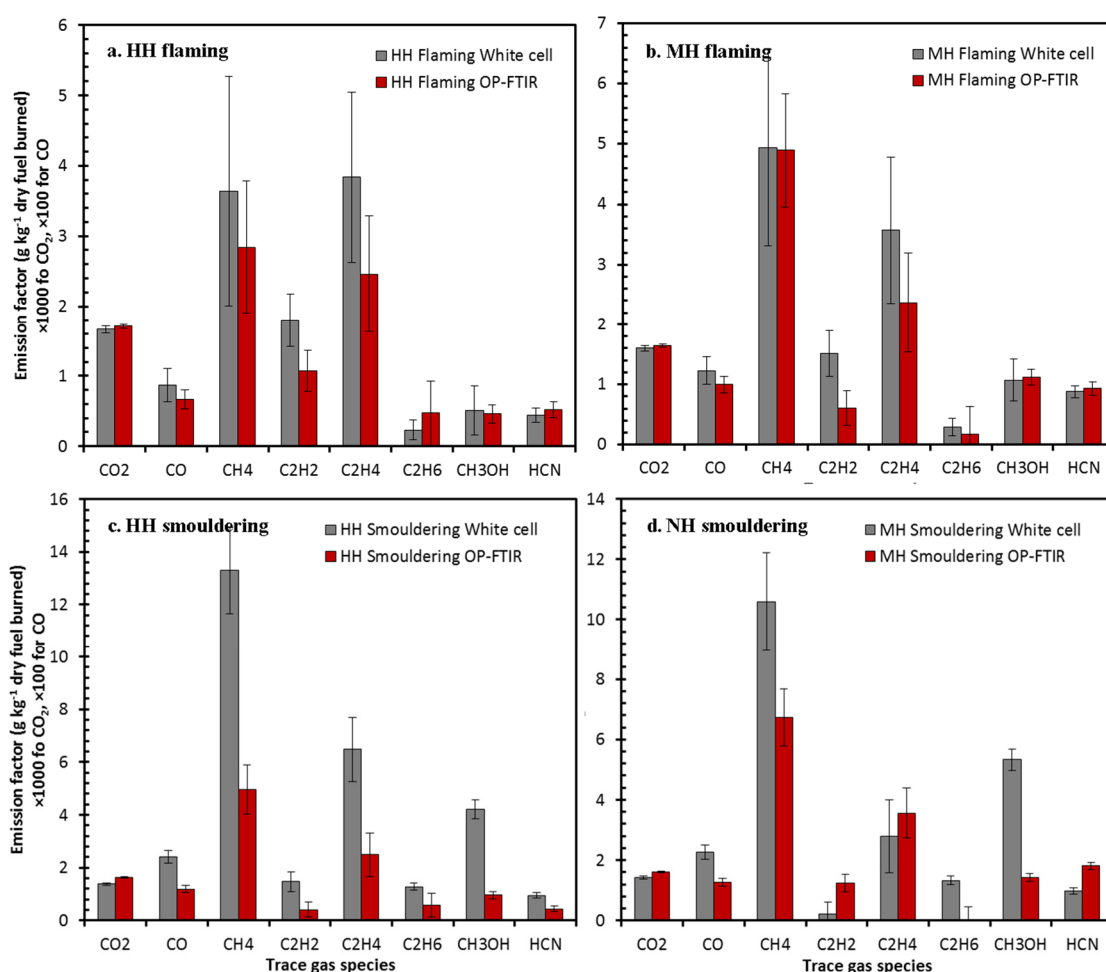 a. HH flaming
HH Flaming White cell
HH Flaming OP-FTIR
Emission factor (g kg⁻¹ dry fuel burned)
×1000 fo CO₂, ×100 for CO
6
5
4
3
2
1
0
CO2 CO CH4 C2H2 C2H4 C2H6 CH3OH HCN
b. MH flaming
MH Flaming White cell
MH Flaming OP-FTIR
7
6
5
4
3
2
1
0
CO2 CO CH4 C2H2 C2H4 C2H6 CH3OH HCN
c. HH smouldering
HH Smouldering White cell
HH Smouldering OP-FTIR
Emission factor (g kg⁻¹ dry fuel burned)
×1000 fo CO₂, ×100 for CO
16
14
12
10
8
6
4
2
0
CO2 CO CH4 C2H2 C2H4 C2H6 CH3OH HCN
Trace gas species
d. NH smouldering
MH Smouldering White cell
MH Smouldering OP-FTIR
14
12
10
8
6
4
2
0
CO2 CO CH4 C2H2 C2H4 C2H6 CH3OH HCN
Trace gas species